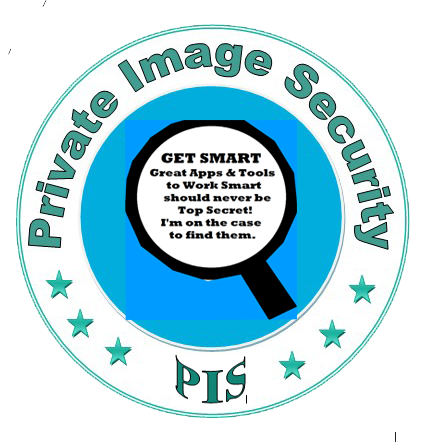 Private Image Security
GET SMART
Great Apps & Tools
to Work Smart
should never be
Top Secret!
I'm on the case
to find them.
PIS